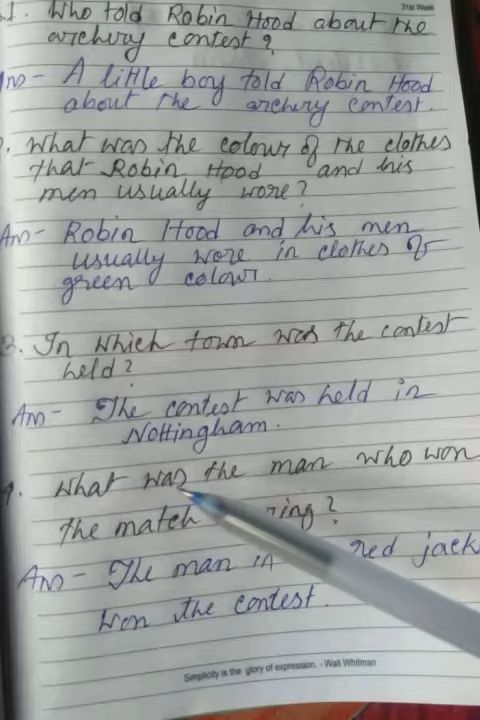 31st Week
1. Who told Robin Hood about the
archery contest?
Ans- A little boy told Robin Hood
about the archery contest.
. What was the colour of the clothes
that Robin Hood and his
men usually wore?
An- Robin Hood and his men
usually wore in clothes of
green colour.
3. In which town was the contest
held?
An- The contest was held in
Nottingham.
4. What was the man who won
the match ring?
An- The man in red jack
won the contest.
Simplicity is the glory of expression. - Walt Whitman